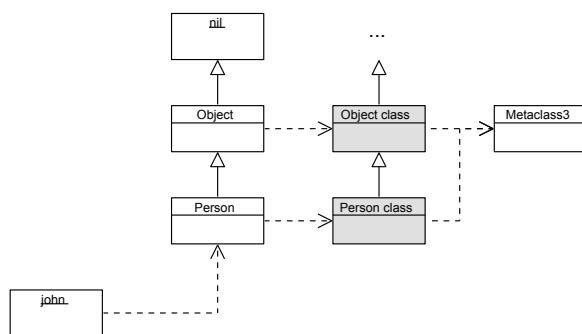 nil
...
Object
Object class
Metaclass3
Person
Person class
john